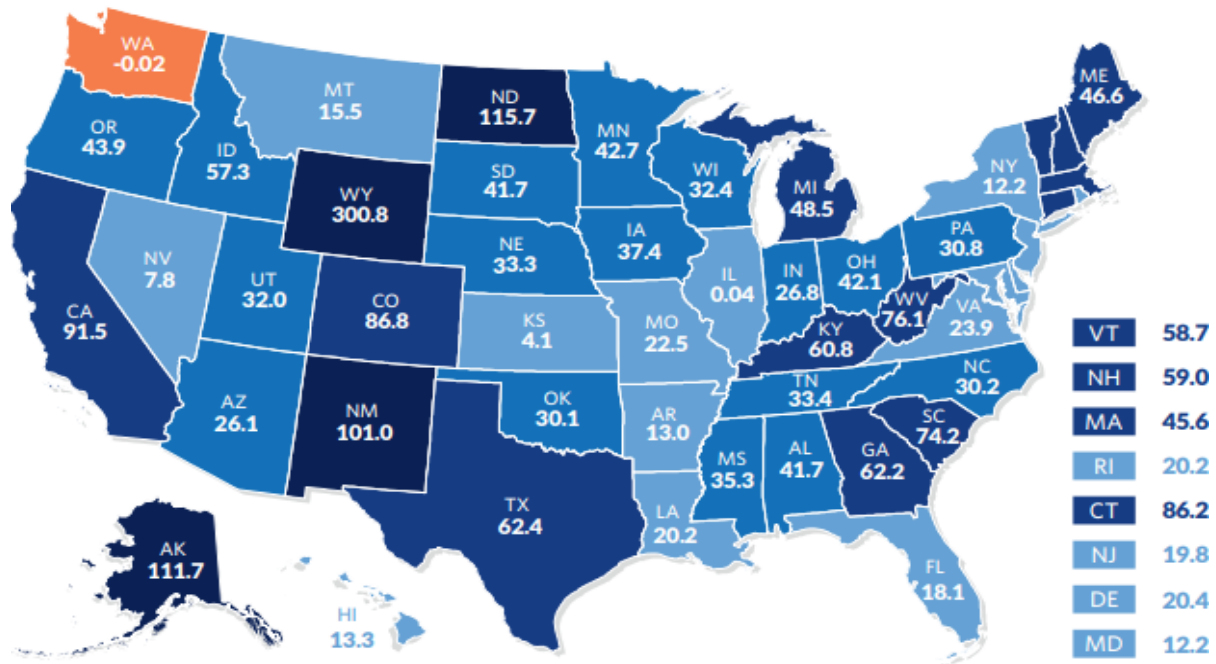 WA
-0.02
OR
43.9
CA
91.5
NV
7.8
ID
57.3
MT
15.5
WY
300.8
UT
32.0
AZ
26.1
CO
86.8
NM
101.0
ND
115.7
SD
41.7
NE
33.3
KS
4.1
OK
30.1
TX
62.4
MN
42.7
IA
37.4
MO
22.5
AR
13.0
LA
20.2
WI
32.4
IL
0.04
MI
48.5
IN
26.8
OH
42.1
KY
60.8
TN
33.4
MS
35.3
AL
41.7
GA
62.2
FL
18.1
SC
74.2
NC
30.2
VA
23.9
WV
76.1
PA
30.8
NY
12.2
ME
46.6
AK
111.7
HI
13.3
VT 58.7
NH 59.0
MA 45.6
RI 20.2
CT 86.2
NJ 19.8
DE 20.4
MD 12.2